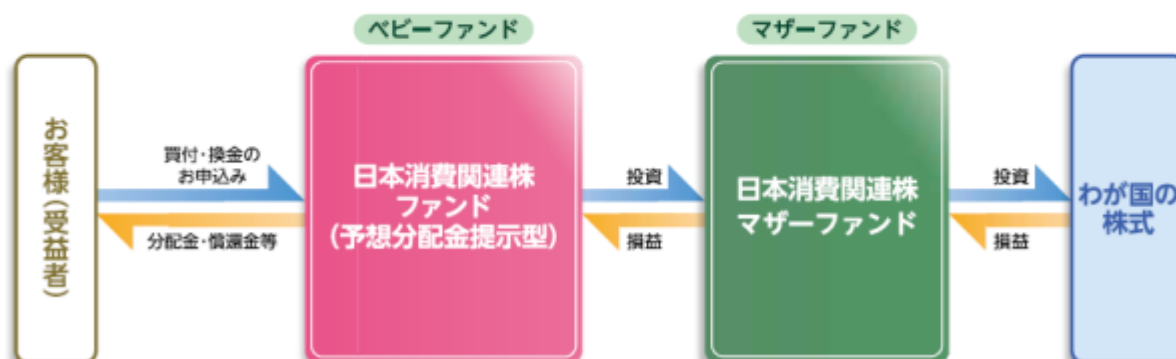 ベビーファンド
マザーファンド
お客様(受益者)
買付・換金の
お申込み
分配金・償還金等
日本消費関連株
ファンド
(予想分配金提示型)
投資
損益
日本消費関連株
マザーファンド
投資
損益
わが国の
株式